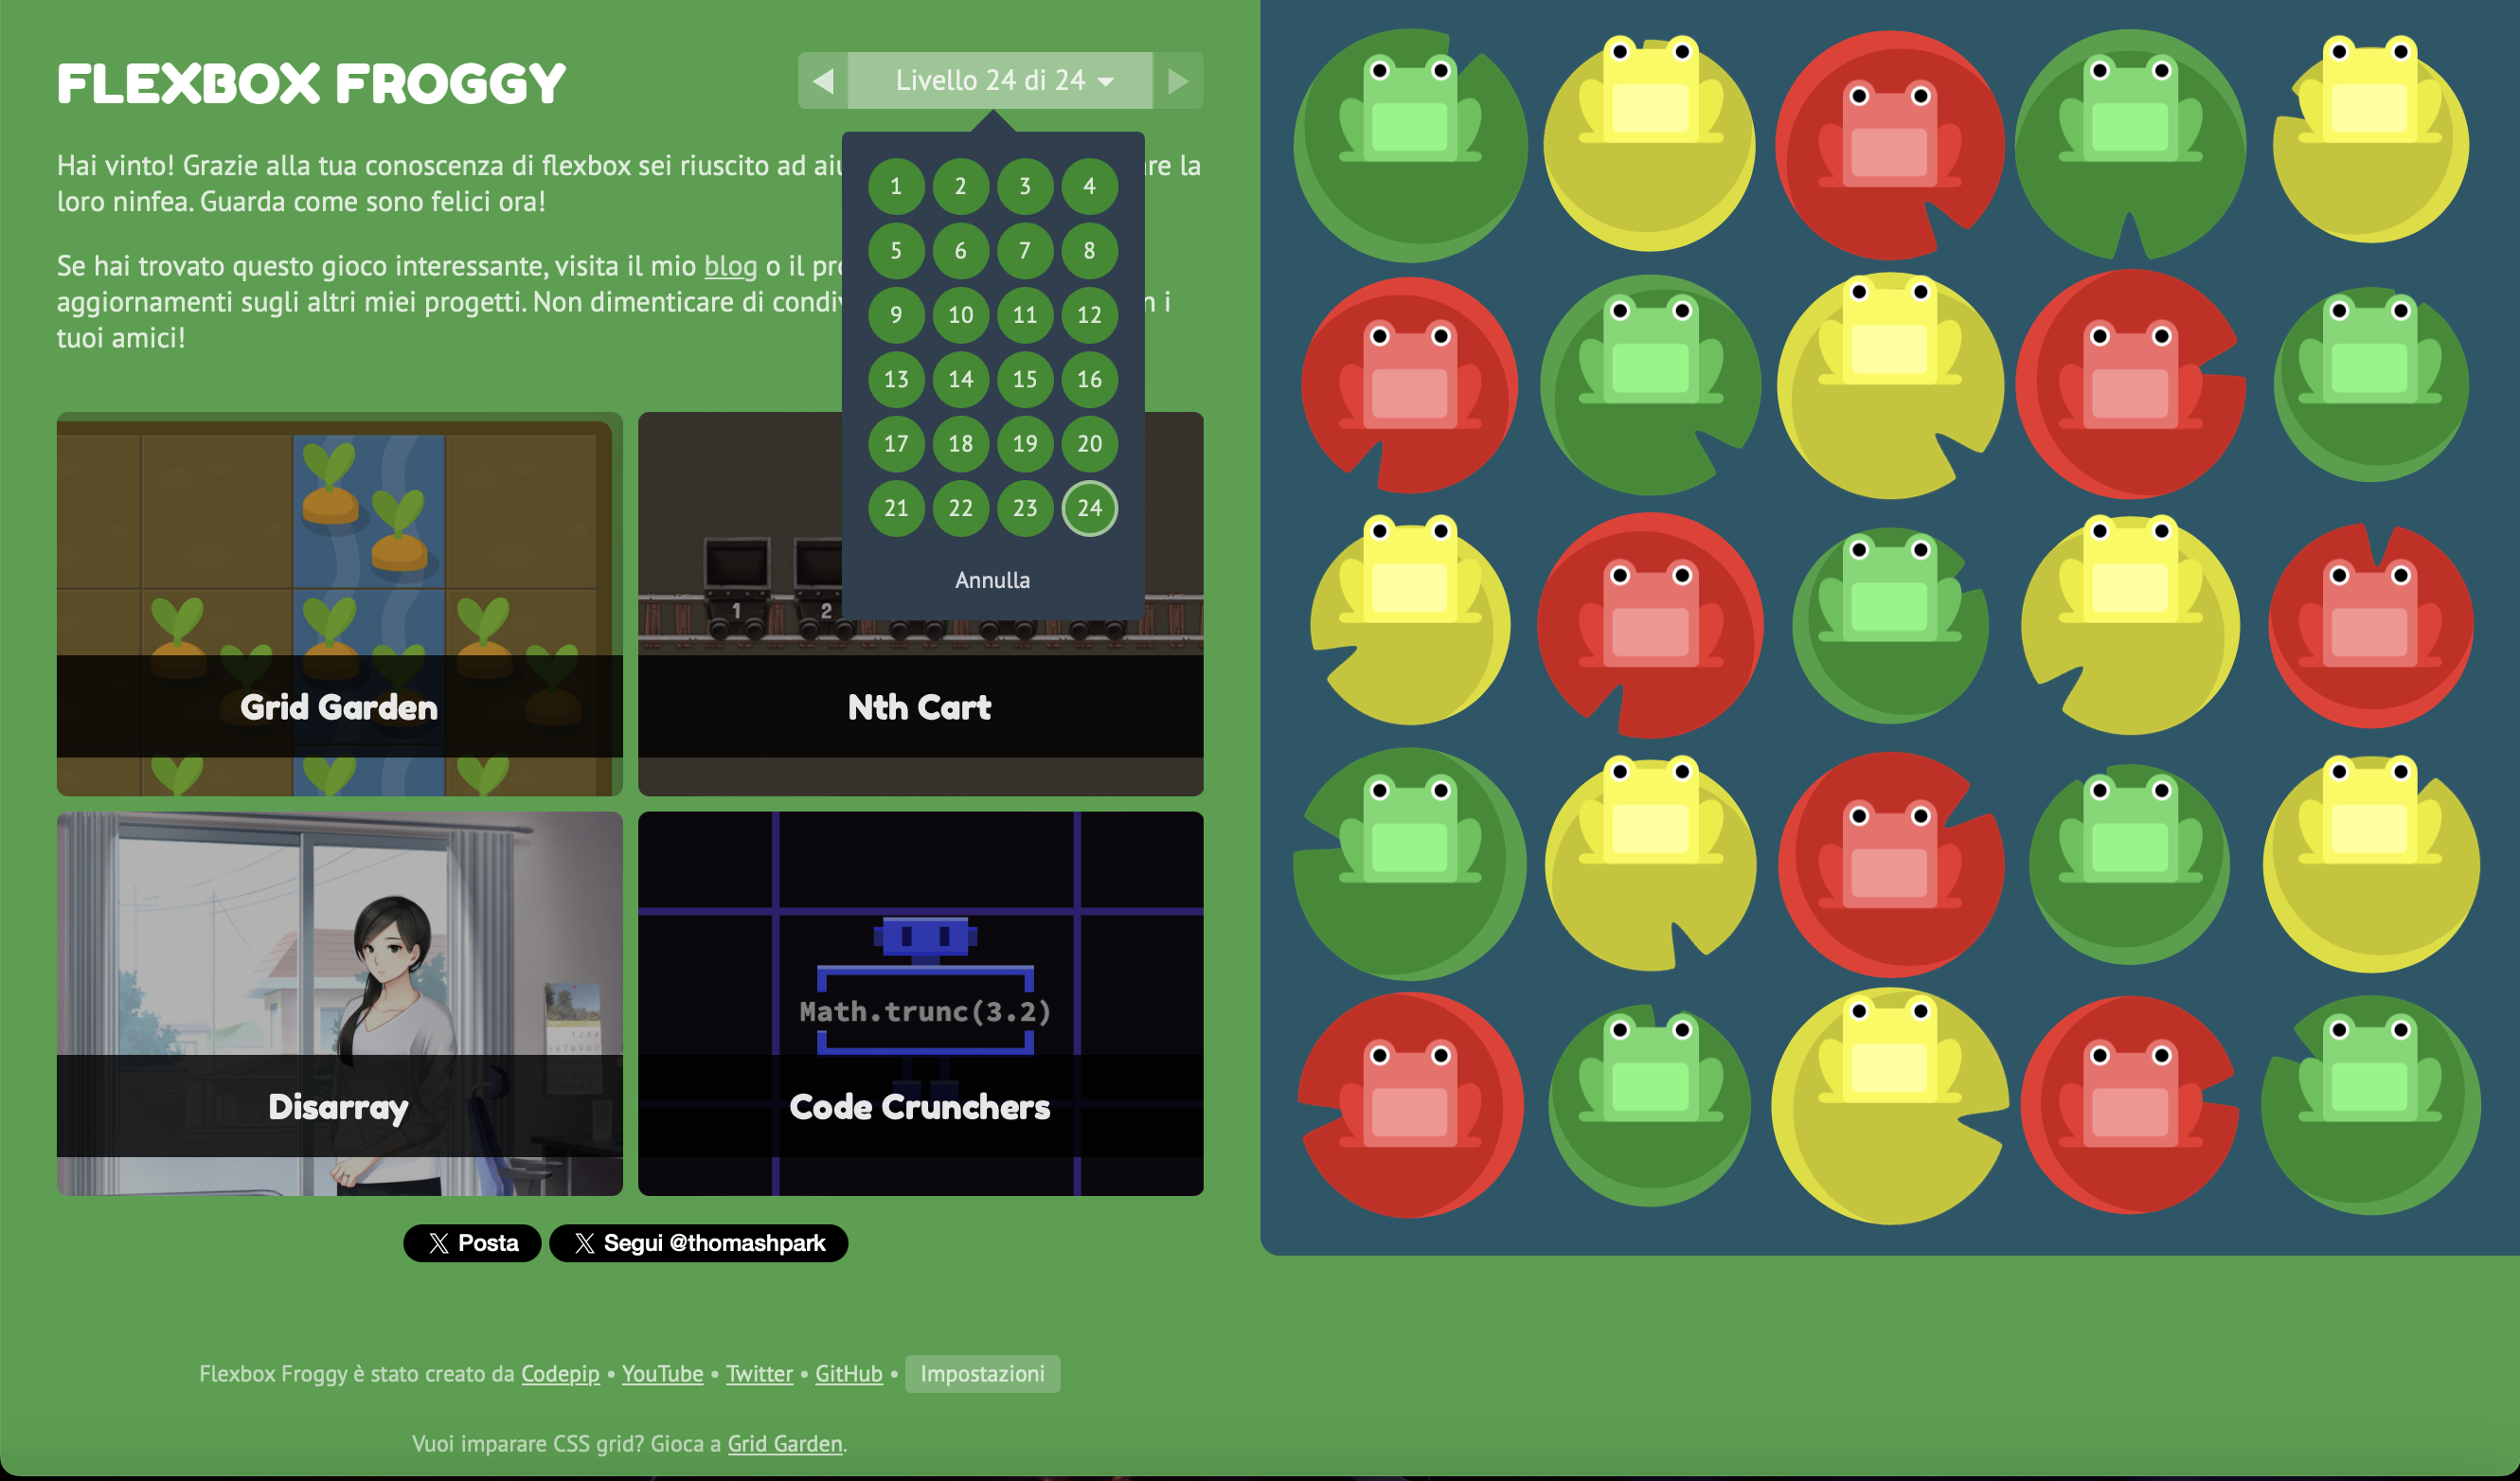 FLEXBOX FROGGY
Livello 24 di 24
Hai vinto! Grazie alla tua conoscenza di flexbox sei riuscito ad aiu
re la
loro ninfea. Guarda come sono felici ora!
Se hai trovato questo gioco interessante, visita il mio blog o il pro
aggiornamenti sugli altri miei progetti. Non dimenticare di condiv
n i
tuoi amici!
1 2 3 4
5 6 7 8
9 10 11 12
13 14 15 16
17 18 19 20
21 22 23 24
Annulla
1 2
Grid Garden
Nth Cart
Math.trunc(3.2)
Disarray
Code Crunchers
Posta
Segui @thomashpark
Flexbox Froggy è stato creato da Codepip • YouTube • Twitter • GitHub • Impostazioni
Vuoi imparare CSS grid? Gioca a Grid Garden.